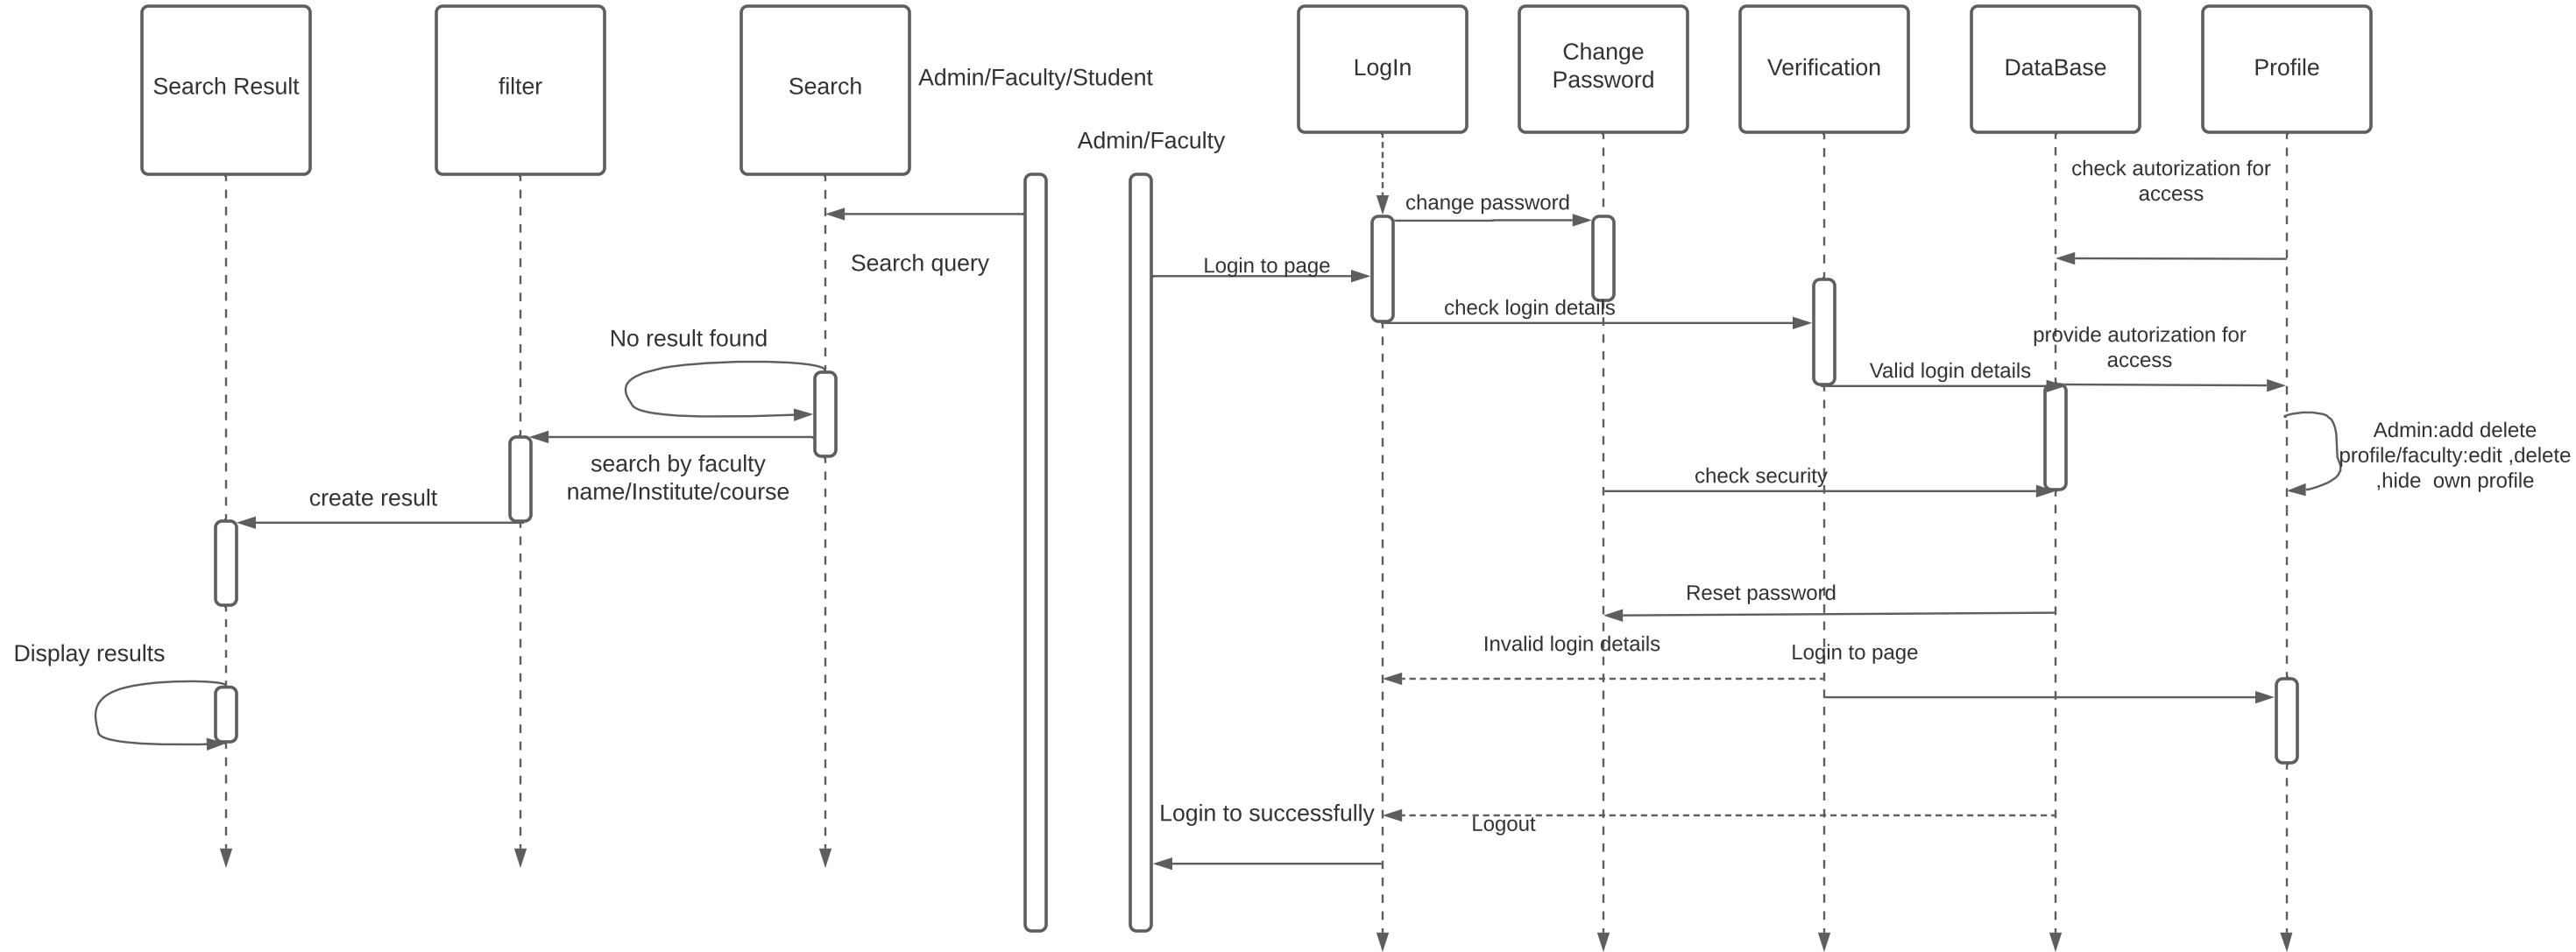 Search Result
filter
Search
Admin/Faculty/Student
Admin/Faculty
LogIn
Change
Password
Verification
DataBase
Profile
check autorization for
access
change password
Search query
Login to page
check login details
No result found
provide autorization for
access
Valid login details
Admin:add delete
profile/faculty:edit ,delete
,hide  own profile
search by faculty
name/Institute/course
check security
create result
Reset password
Invalid login details
Login to page
Display results
Login to successfully
Logout